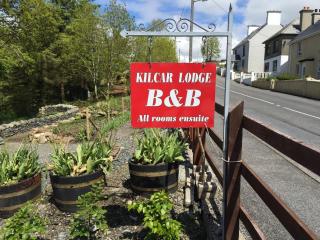 KILCAR LODGE
B&B
All rooms ensuite